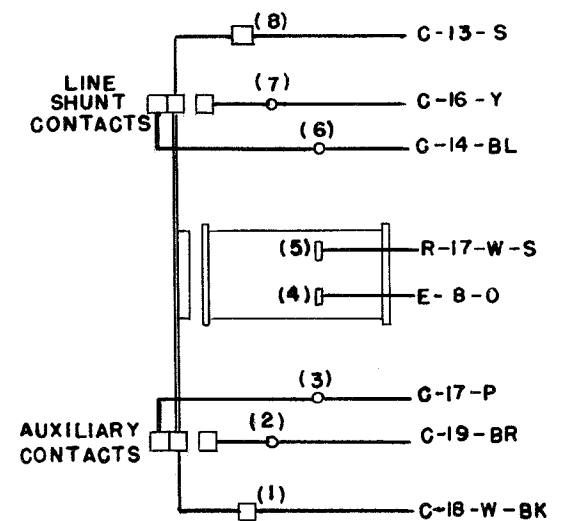 (8) C-13-S
LINE
SHUNT
CONTACTS
(7) C-16-Y
(6) C-14-BL
(5) R-17-W-S
(4) E-8-O
(3) C-17-P
AUXILIARY
CONTACTS
(2) C-19-BR
(1) C-18-W-BK